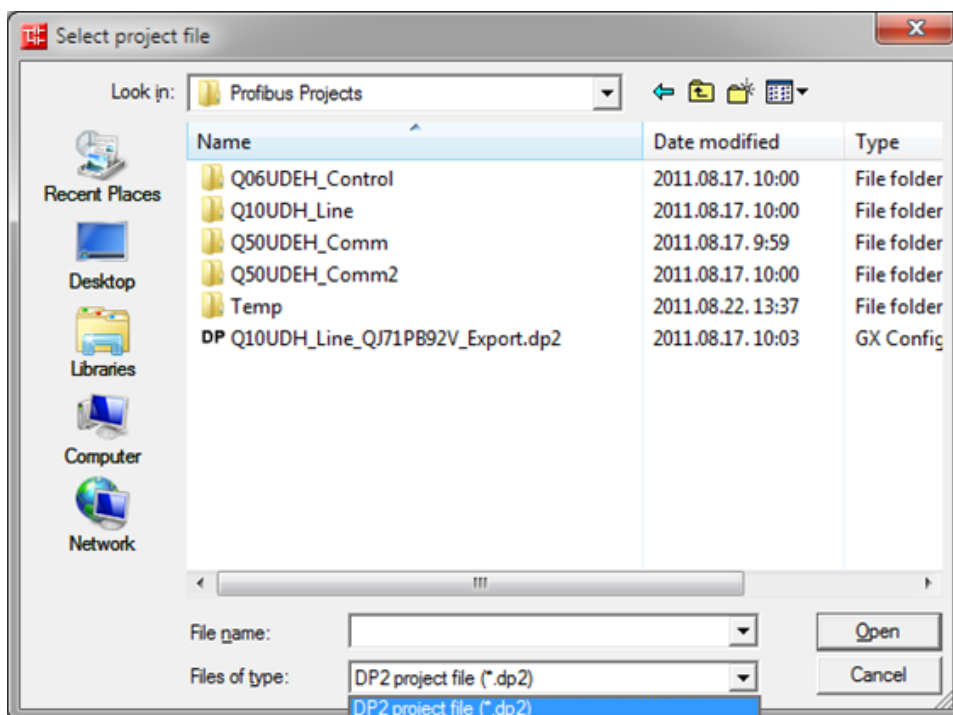 Select project file
Look in: Profibus Projects
Name Date modified Type
Recent Places
Desktop
Libraries
Computer
Network
Q06UDEH_Control 2011.08.17. 10:00 File folder
Q10UDH_Line 2011.08.17. 10:00 File folder
Q50UDEH_Comm 2011.08.17. 9:59 File folder
Q50UDEH_Comm2 2011.08.17. 10:00 File folder
Temp 2011.08.22. 13:37 File folder
DP Q10UDH_Line_QJ71PB92V_Export.dp2 2011.08.17. 10:03 GX Config
File name: Open
Files of type: DP2 project file (*.dp2) Cancel
DP2 project file (*.dp2)